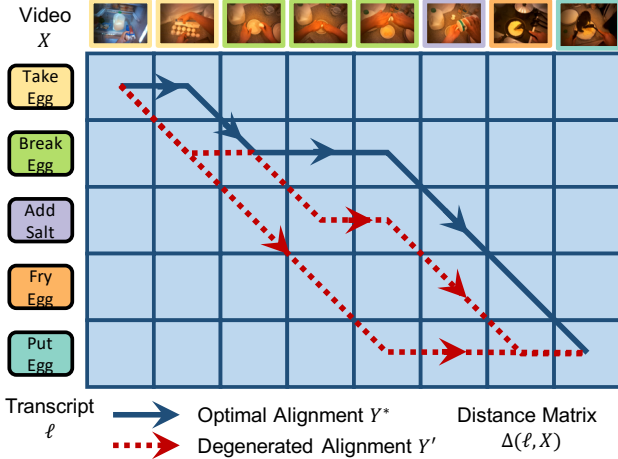 Video
X
Take
Egg
Break
Egg
Add
Salt
Fry
Egg
Put
Egg
Transcript
ℓ
Optimal Alignment Y*
Degenerated Alignment Y′
Distance Matrix
Δ(ℓ, X)